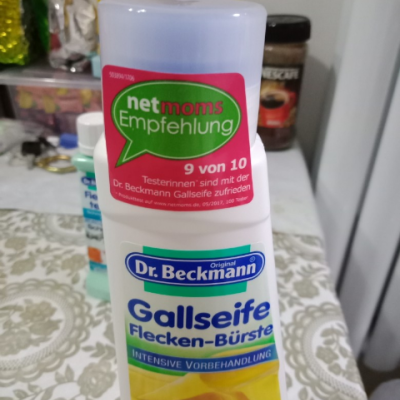 netmoms
Empfehlung
9 von 10
Testerinnen* sind mit der
Dr. Beckmann Gallseife zufrieden
Original
Dr. Beckmann
Gallseife
Flecken-Bürste
INTENSIVE VORBEHANDLUNG
NESCAFÉ